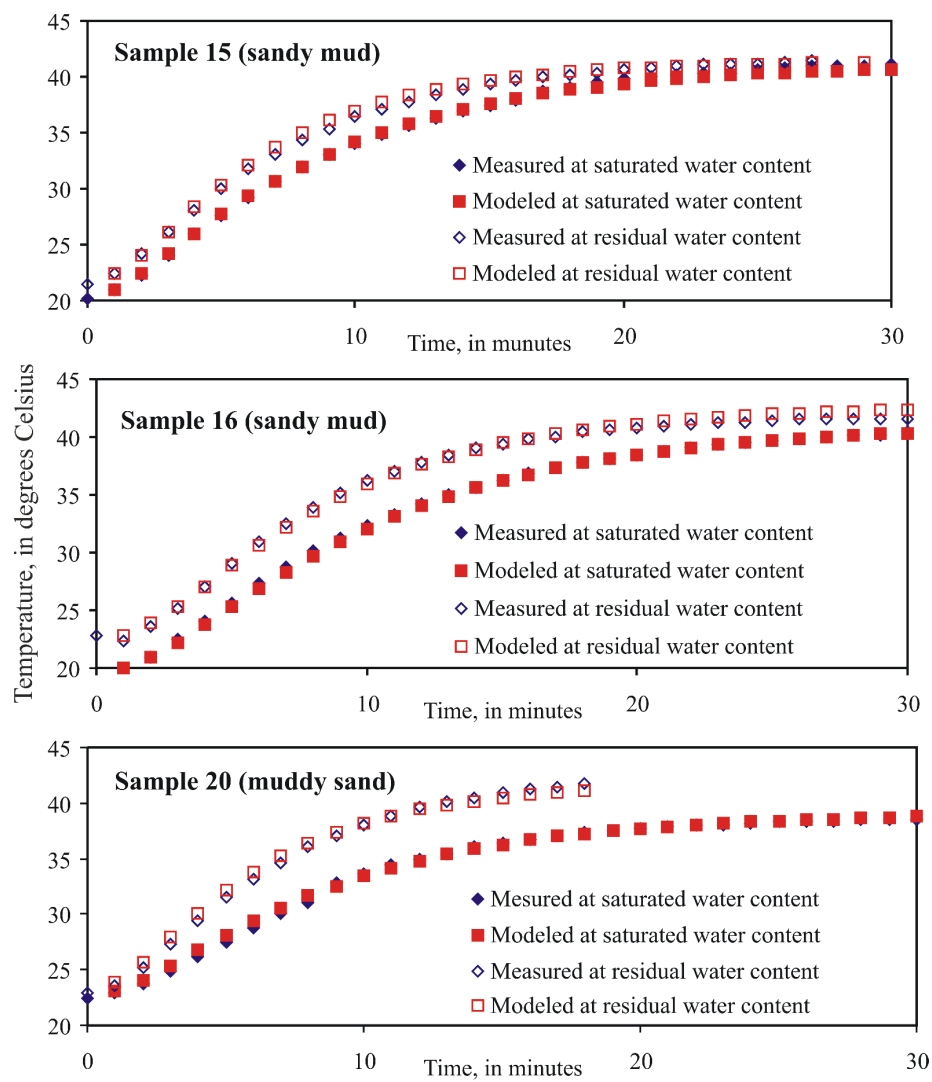 45
Sample 15 (sandy mud)
40
35
Measured at saturated water content
30
Modeled at saturated water content
Measured at residual water content
25
Modeled at residual water content
20
0 10 20 30
Time, in munutes
Temperature, in degrees Celsius
45
Sample 16 (sandy mud)
40
35
Measured at saturated water content
30
Modeled at saturated water content
25
Measured at residual water content
Modeled at residual water content
20
0 10 20 30
Time, in minutes
45
Sample 20 (muddy sand)
40
35
Mesured at saturated water content
30
Modeled at saturated water content
Measured at residual water content
25
Modeled at residual water content
20
0 10 20 30
Time, in minutes